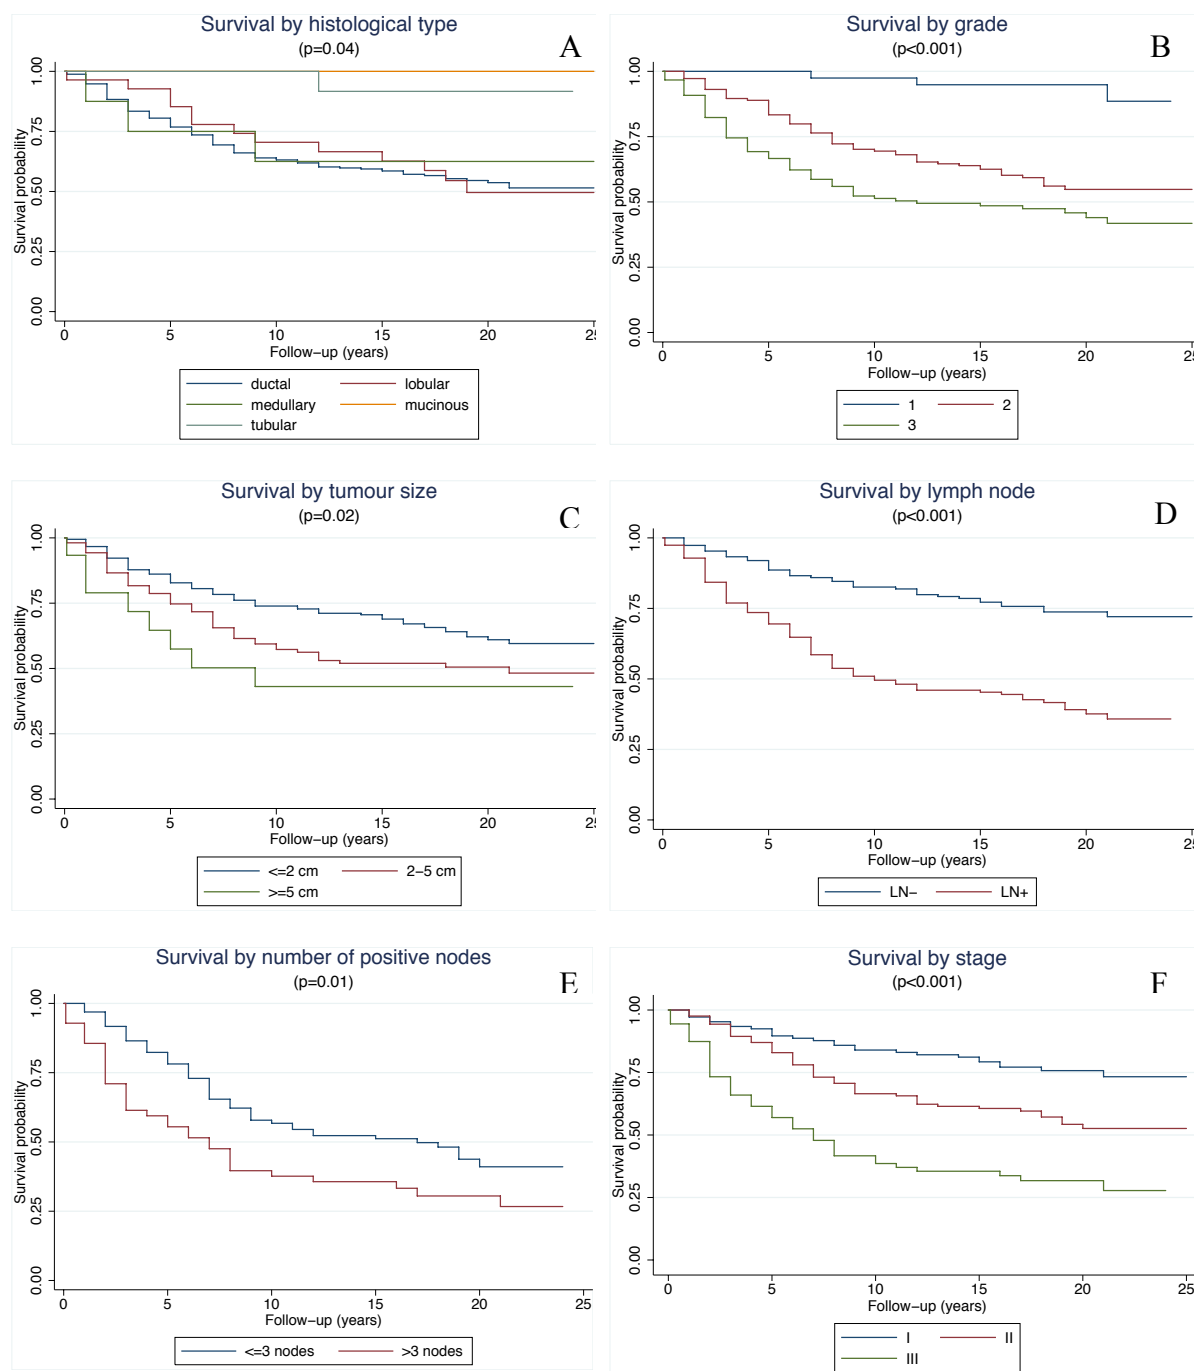 Survival by histological type
(p=0.04)
A
Survival probability
1.00
0.75
0.50
0.25
0.00
0 5 10 15 20 25
Follow-up (years)
ductal lobular
medullary mucinous
tubular
Survival by grade
(p<0.001)
B
Survival probability
1.00
0.75
0.50
0.25
0.00
0 5 10 15 20 25
Follow-up (years)
1 2
3
Survival by tumour size
(p=0.02)
C
Survival probability
1.00
0.75
0.50
0.25
0.00
0 5 10 15 20 25
Follow-up (years)
<=2 cm 2-5 cm
>=5 cm
Survival by lymph node
(p<0.001)
D
Survival probability
1.00
0.75
0.50
0.25
0.00
0 5 10 15 20 25
Follow-up (years)
LN- LN+
Survival by number of positive nodes
(p=0.01)
E
Survival probability
1.00
0.75
0.50
0.25
0.00
0 5 10 15 20 25
Follow-up (years)
<=3 nodes >3 nodes
Survival by stage
(p<0.001)
F
Survival probability
1.00
0.75
0.50
0.25
0.00
0 5 10 15 20 25
Follow-up (years)
I II
III